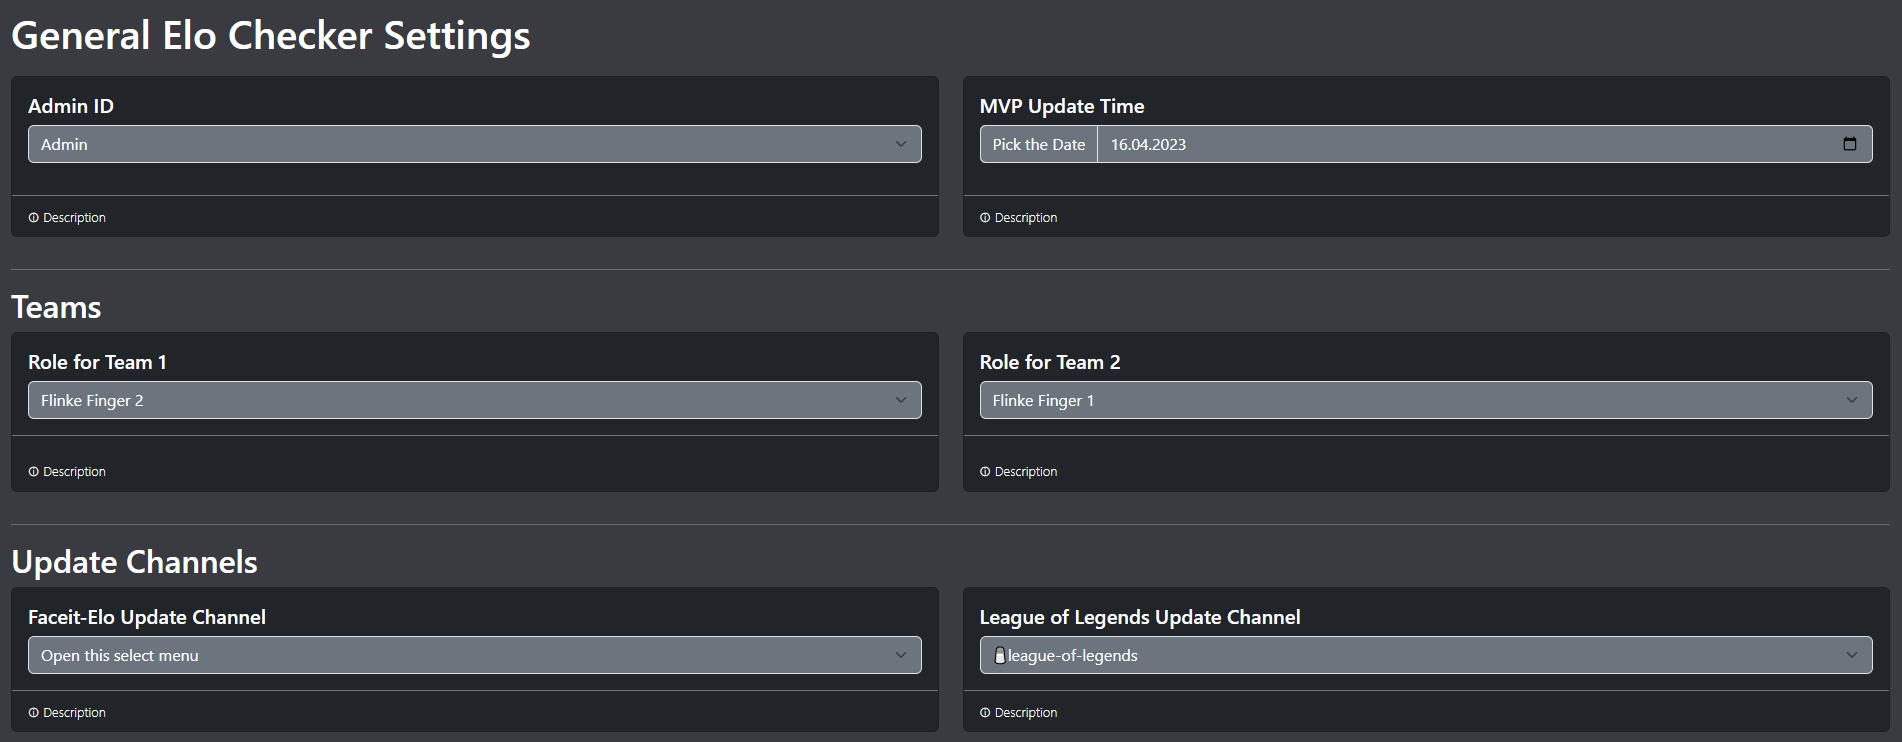 General Elo Checker Settings
Admin ID
Admin
Description
MVP Update Time
Pick the Date 16.04.2023
Description
Teams
Role for Team 1
Flinke Finger 2
Description
Role for Team 2
Flinke Finger 1
Description
Update Channels
Faceit-Elo Update Channel
Open this select menu
Description
League of Legends Update Channel
league-of-legends
Description